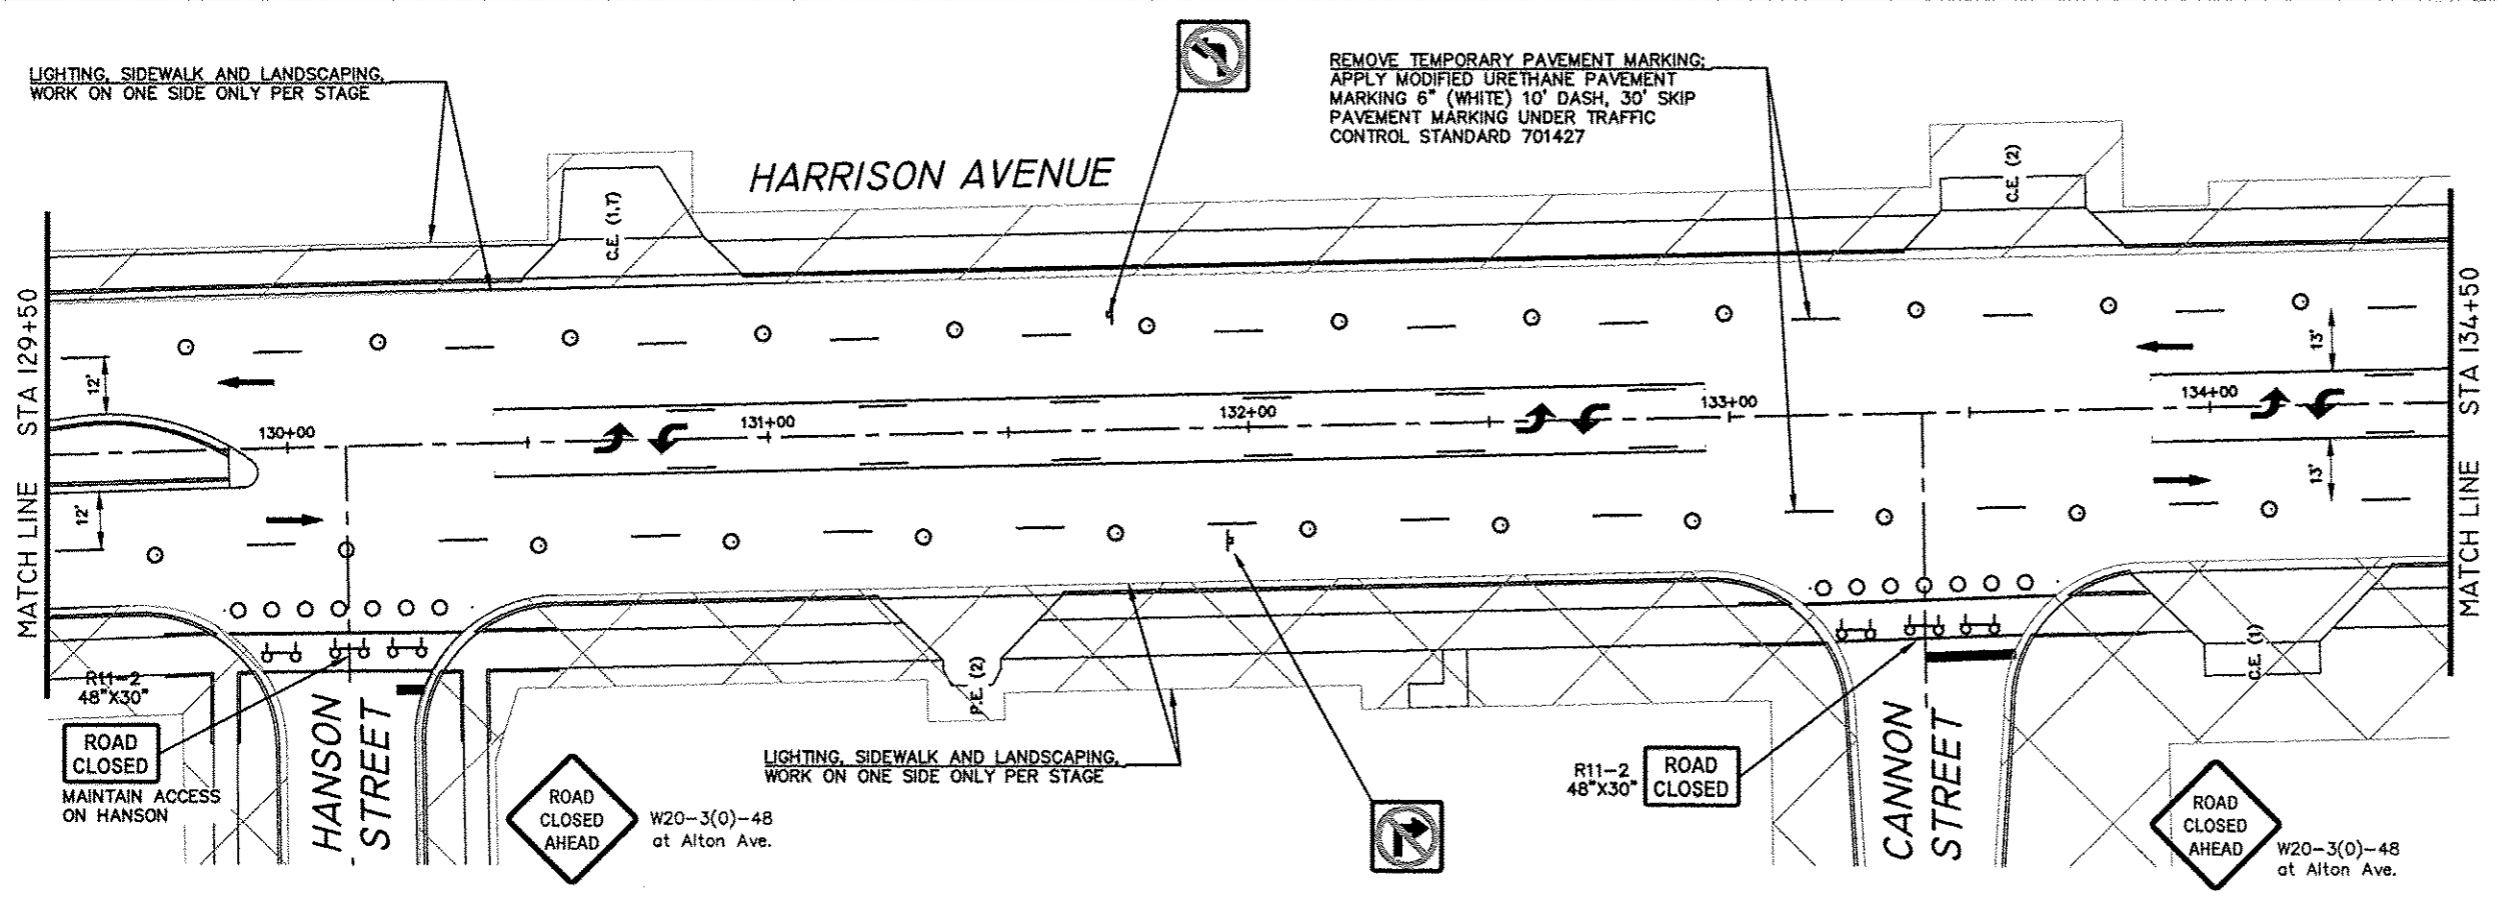 LIGHTING, SIDEWALK AND LANDSCAPING,
WORK ON ONE SIDE ONLY PER STAGE
HARRISON AVENUE
REMOVE TEMPORARY PAVEMENT MARKING;
APPLY MODIFIED URETHANE PAVEMENT
MARKING 6" (WHITE) 10' DASH, 30' SKIP
PAVEMENT MARKING UNDER TRAFFIC
CONTROL STANDARD 701427
C.E. (1,T)
C.E. (2)
MATCH LINE STA 129+50
MATCH LINE STA 134+50
12'
12'
13'
13'
130+00
131+00
132+00
133+00
134+00
R11-2
48"X30"
ROAD
CLOSED
MAINTAIN ACCESS
ON HANSON
HANSON
STREET
ROAD
CLOSED
AHEAD
W20-3(0)-48
at Alton Ave.
P.E. (2)
LIGHTING, SIDEWALK AND LANDSCAPING,
WORK ON ONE SIDE ONLY PER STAGE
R11-2
48"X30"
ROAD
CLOSED
CANNON
STREET
C.E. (1)
ROAD
CLOSED
AHEAD
W20-3(0)-48
at Alton Ave.